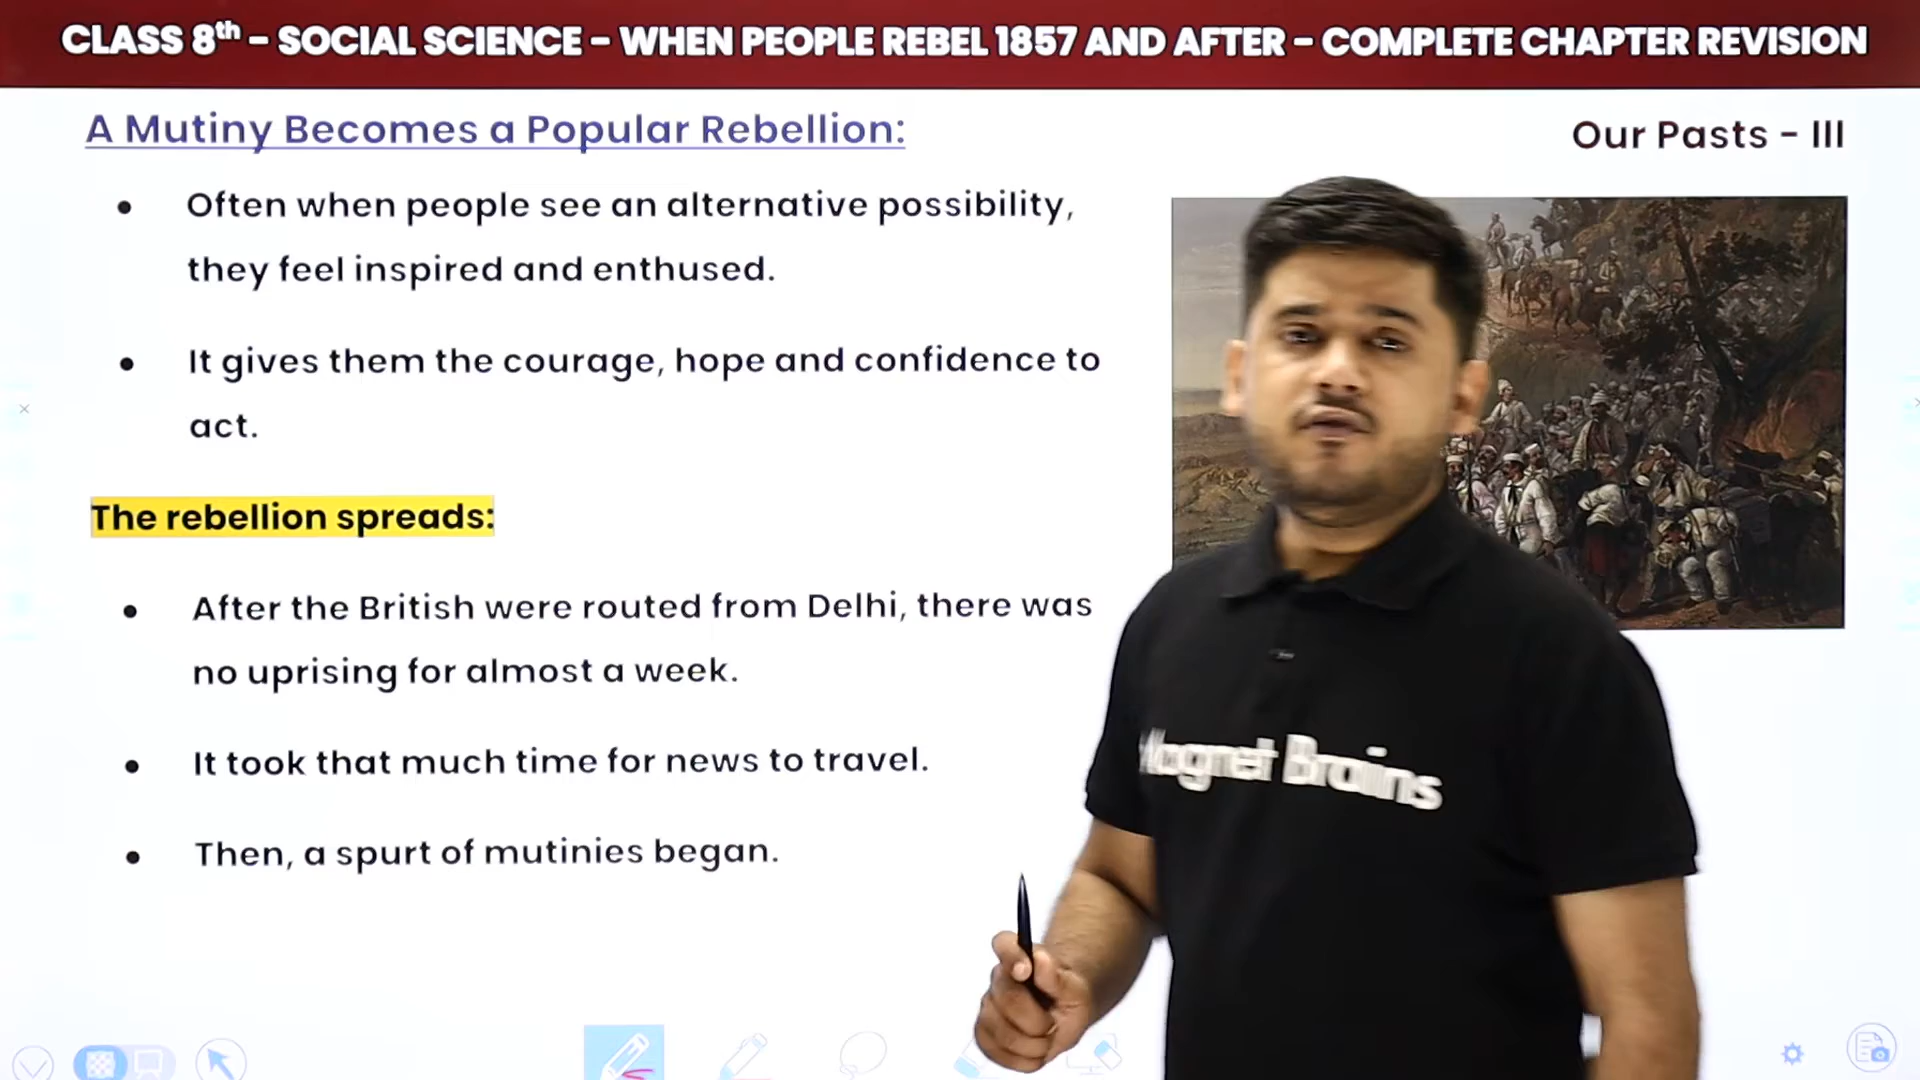 CLASS 8th – SOCIAL SCIENCE – WHEN PEOPLE REBEL 1857 AND AFTER – COMPLETE CHAPTER REVISION
A Mutiny Becomes a Popular Rebellion:
Our Pasts - III
• Often when people see an alternative possibility,
they feel inspired and enthused.
• It gives them the courage, hope and confidence to
act.
The rebellion spreads:
• After the British were routed from Delhi, there was
no uprising for almost a week.
• It took that much time for news to travel.
• Then, a spurt of mutinies began.
Magnet Brains